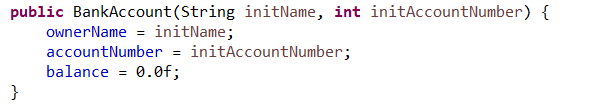 public BankAccount(String initName, int initAccountNumber) {
    ownerName = initName;
    accountNumber = initAccountNumber;
    balance = 0.0f;
}